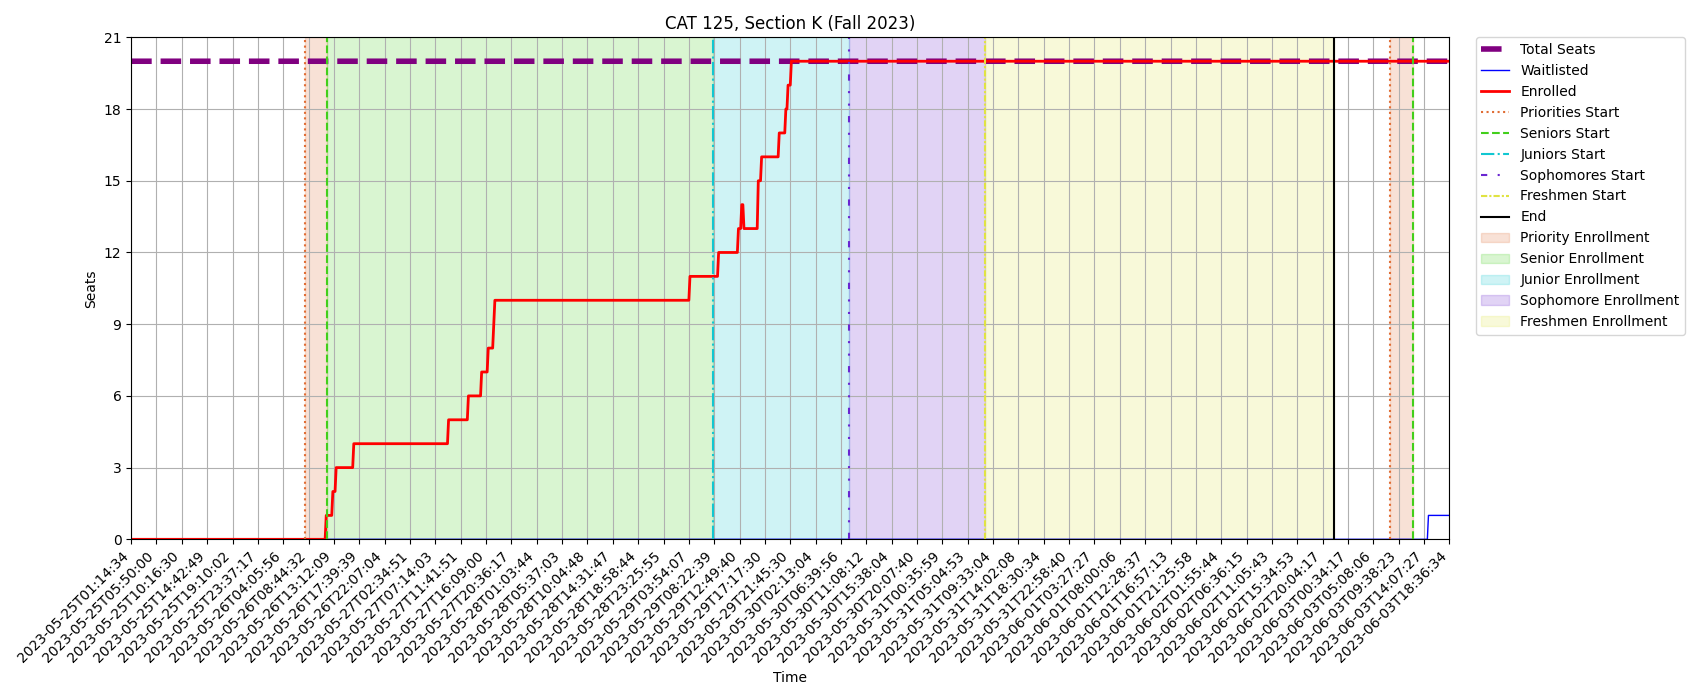 CAT 125, Section K (Fall 2023)
21
18
15
12
9
6
3
0
Seats
2023-05-25T01:14:34
2023-05-25T05:50:00
2023-05-25T10:16:30
2023-05-25T14:42:49
2023-05-25T19:10:02
2023-05-25T23:37:17
2023-05-26T04:05:56
2023-05-26T08:44:32
2023-05-26T13:12:09
2023-05-26T17:39:39
2023-05-26T22:07:04
2023-05-27T02:34:51
2023-05-27T07:14:03
2023-05-27T11:41:51
2023-05-27T16:09:00
2023-05-27T20:36:17
2023-05-28T01:03:44
2023-05-28T05:37:03
2023-05-28T10:04:48
2023-05-28T14:31:47
2023-05-28T18:58:44
2023-05-28T23:25:55
2023-05-29T03:54:07
2023-05-29T08:22:39
2023-05-29T12:49:40
2023-05-29T17:17:30
2023-05-29T21:45:30
2023-05-30T02:13:04
2023-05-30T06:39:56
2023-05-30T11:08:12
2023-05-30T15:38:04
2023-05-30T20:07:40
2023-05-31T00:35:59
2023-05-31T05:04:53
2023-05-31T09:33:04
2023-05-31T14:02:08
2023-05-31T18:30:34
2023-05-31T22:58:40
2023-06-01T03:27:27
2023-06-01T08:00:06
2023-06-01T12:28:37
2023-06-01T16:57:13
2023-06-01T21:25:58
2023-06-02T01:55:44
2023-06-02T06:36:15
2023-06-02T11:05:43
2023-06-02T15:34:53
2023-06-02T20:04:17
2023-06-03T00:34:17
2023-06-03T05:08:06
2023-06-03T09:38:23
2023-06-03T14:07:27
2023-06-03T18:36:34
Time
Total Seats
Waitlisted
Enrolled
Priorities Start
Seniors Start
Juniors Start
Sophomores Start
Freshmen Start
End
Priority Enrollment
Senior Enrollment
Junior Enrollment
Sophomore Enrollment
Freshmen Enrollment